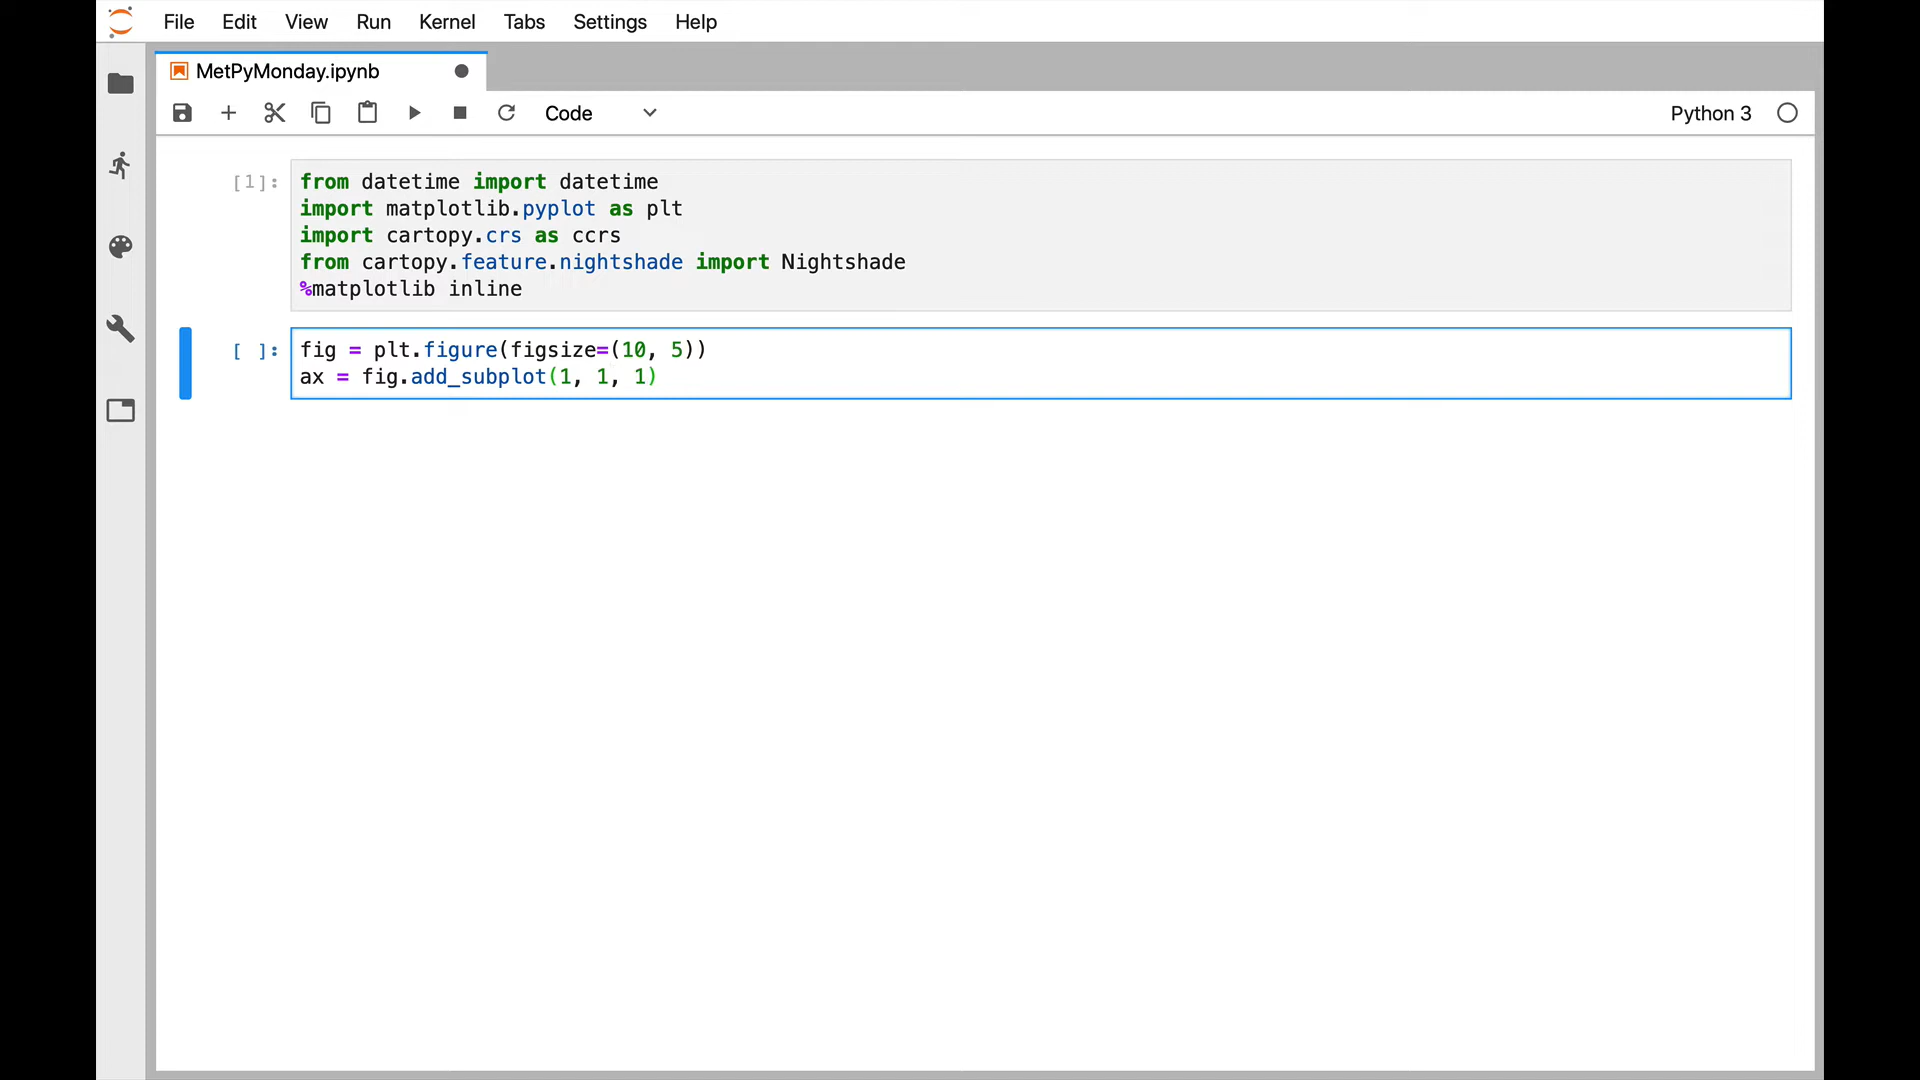 File Edit View Run Kernel Tabs Settings Help
MetPyMonday.ipynb
Code Python 3
[1]: from datetime import datetime
import matplotlib.pyplot as plt
import cartopy.crs as ccrs
from cartopy.feature.nightshade import Nightshade
%matplotlib inline
[ ]: fig = plt.figure(figsize=(10, 5))
ax = fig.add_subplot(1, 1, 1)